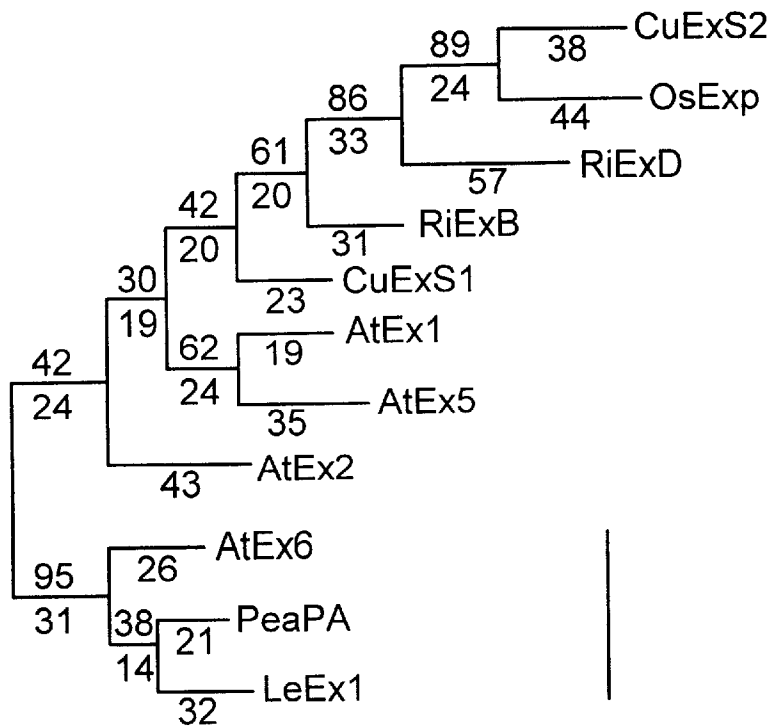 CuExS2
89
38
24
OsExp
86
44
33
RiExD
61
57
20
42
RiExB
20
31
30
CuExS1
19
23
AtEx1
62
19
42
24
24
AtEx5
35
AtEx2
43
AtEx6
95
26
31
38
PeaPA
21
14
LeEx1
32